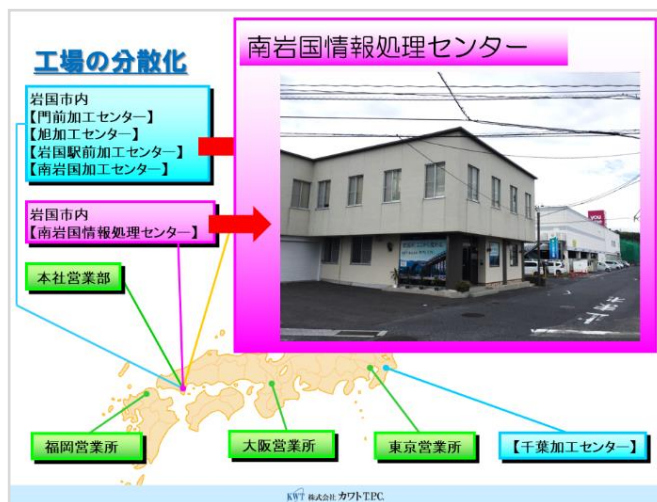 工場の分散化
南岩国情報処理センター
岩国市内
【門前加工センター】
【旭加工センター】
【岩国駅前加工センター】
【南岩国加工センター】
岩国市内
【南岩国情報処理センター】
本社営業部
福岡営業所
大阪営業所
東京営業所
【千葉加工センター】
KWT 株式会社 カワトT.P.C.